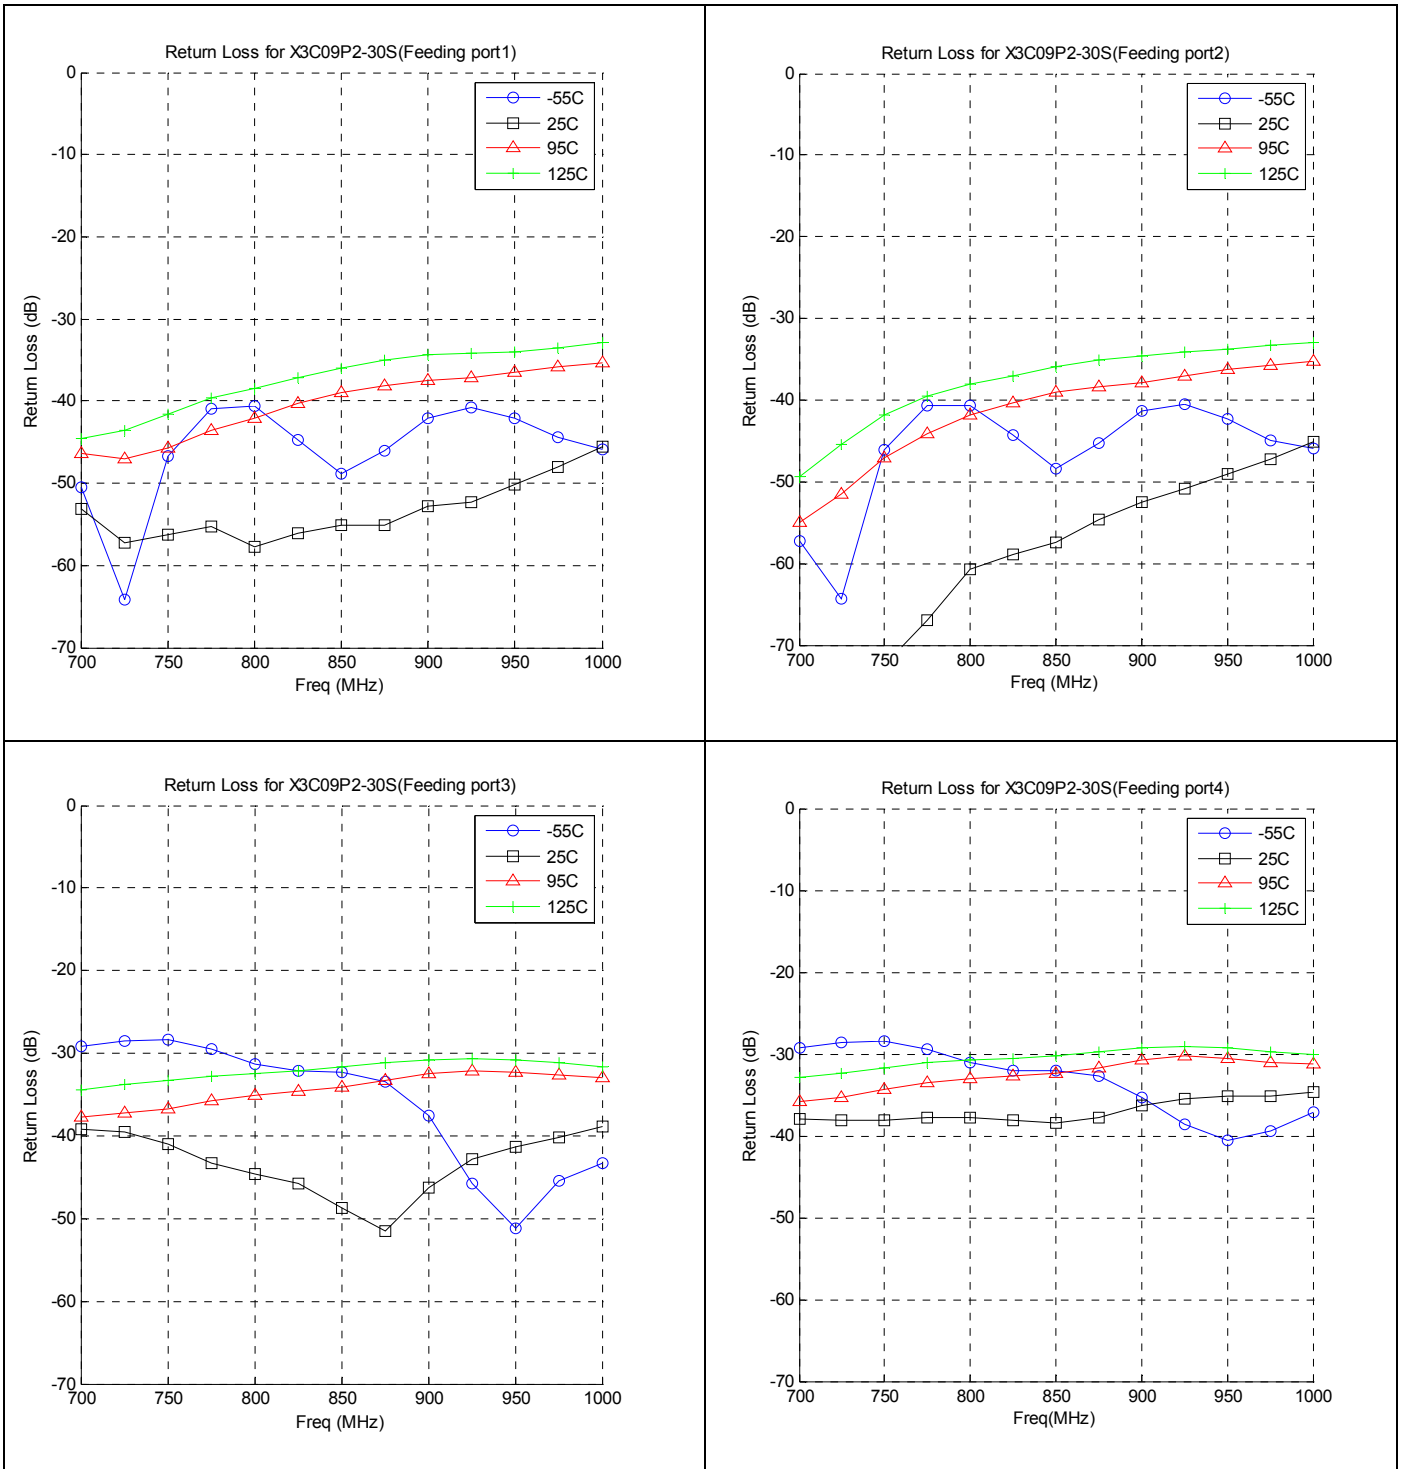 Return Loss for X3C09P2-30S(Feeding port1)
0
-10
-20
-30
-40
-50
-60
-70
Return Loss (dB)
-55C
25C
95C
125C
700 750 800 850 900 950 1000
Freq (MHz)
Return Loss for X3C09P2-30S(Feeding port2)
0
-10
-20
-30
-40
-50
-60
-70
Return Loss (dB)
-55C
25C
95C
125C
700 750 800 850 900 950 1000
Freq (MHz)
Return Loss for X3C09P2-30S(Feeding port3)
0
-10
-20
-30
-40
-50
-60
-70
Return Loss (dB)
-55C
25C
95C
125C
700 750 800 850 900 950 1000
Freq (MHz)
Return Loss for X3C09P2-30S(Feeding port4)
0
-10
-20
-30
-40
-50
-60
-70
Return Loss (dB)
-55C
25C
95C
125C
700 750 800 850 900 950 1000
Freq(MHz)